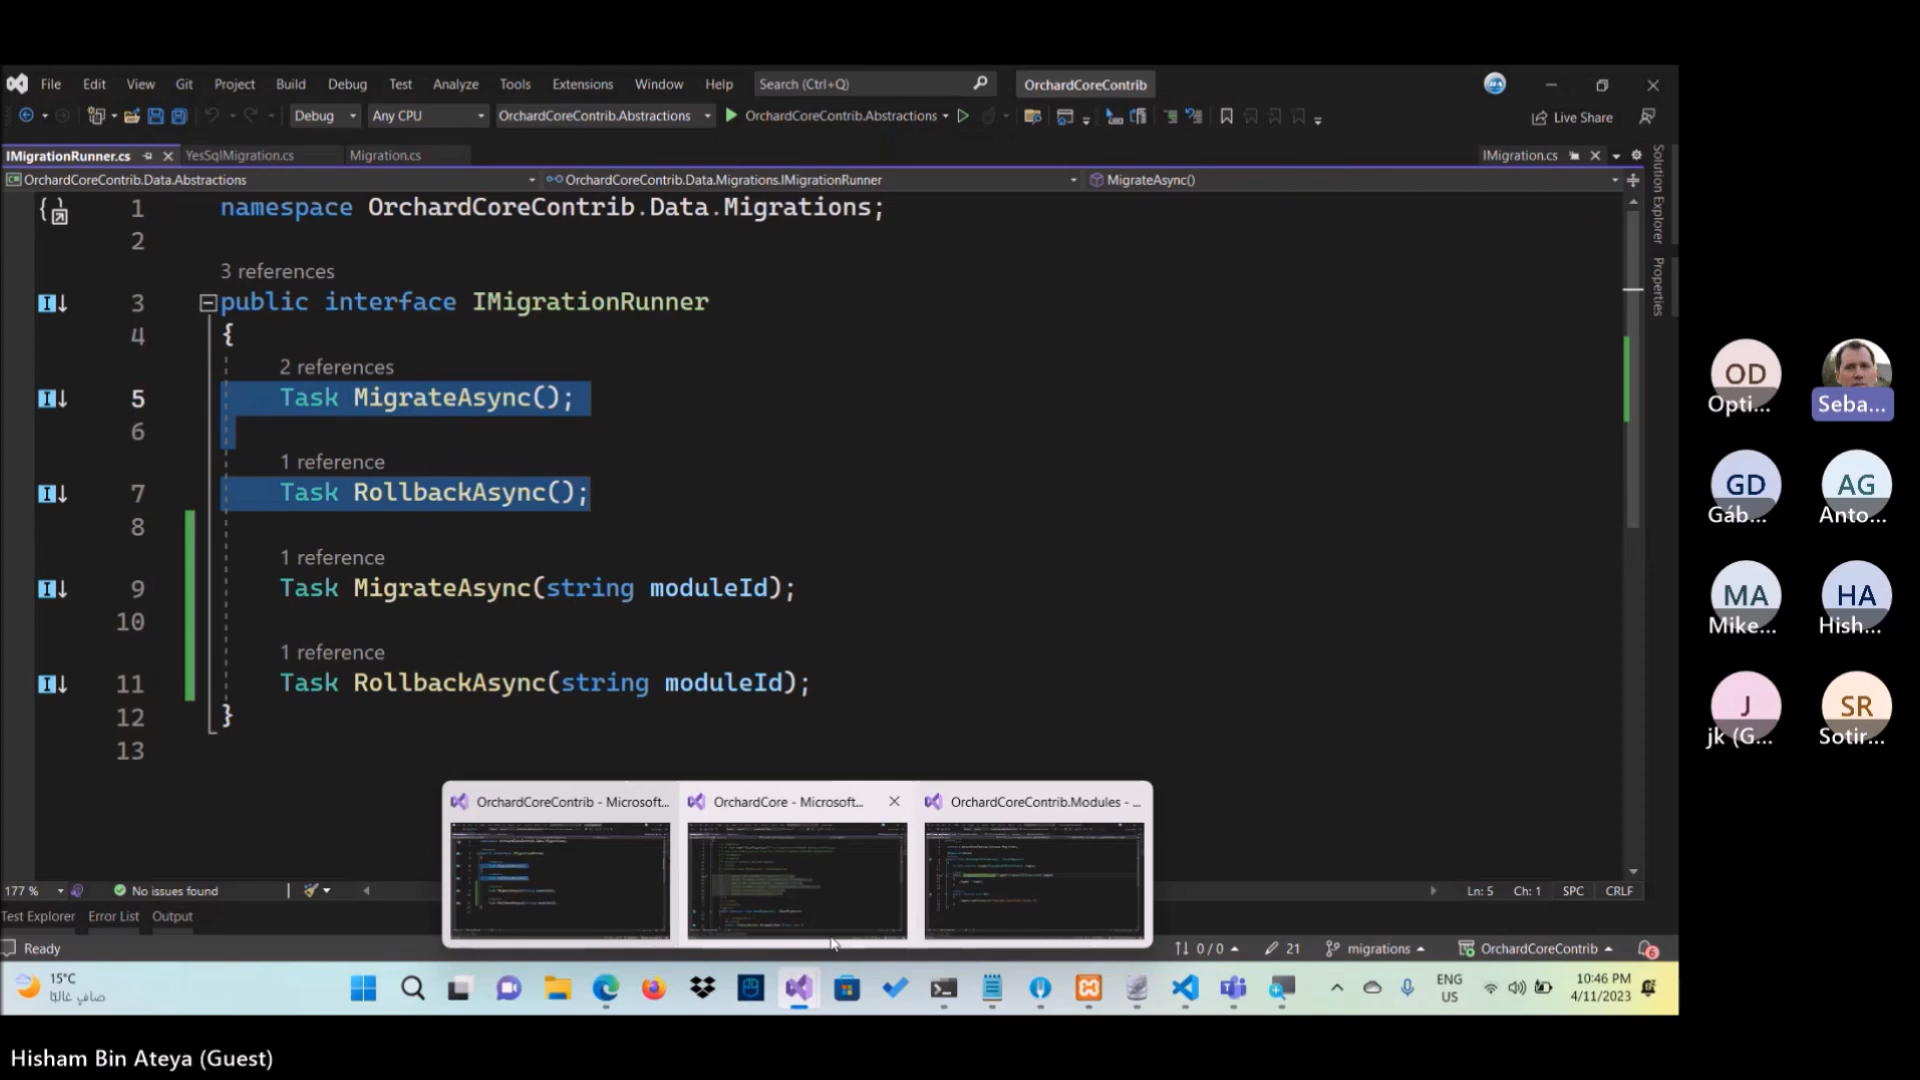 File Edit View Git Project Build Debug Test Analyze Tools Extensions Window Help Search (Ctrl+Q) OrchardCoreContrib
Debug Any CPU OrchardCoreContrib.Abstractions OrchardCoreContrib.Abstractions Live Share
IMigrationRunner.cs YesSqlMigration.cs Migration.cs IMigration.cs
OrchardCoreContrib.Data.Abstractions OrchardCoreContrib.Data.Migrations.IMigrationRunner MigrateAsync()
Solution Explorer
Properties
1 namespace OrchardCoreContrib.Data.Migrations;
2
3 references
3 public interface IMigrationRunner
4 {
2 references
5 Task MigrateAsync();
6
1 reference
7 Task RollbackAsync();
8
1 reference
9 Task MigrateAsync(string moduleId);
10
1 reference
11 Task RollbackAsync(string moduleId);
12 }
13
OrchardCoreContrib - Microsoft... OrchardCore - Microsoft... OrchardCoreContrib.Modules - ...
177 % No issues found Ln: 5 Ch: 1 SPC CRLF
Test Explorer Error List Output
Ready 0 / 0 21 migrations OrchardCoreContrib 6
15°C
صافٍ غالبًا
ENG
US
10:46 PM
4/11/2023
OD
Opti...
Seba...
GD
Gáb...
AG
Anto...
MA
Mike...
HA
Hish...
J
jk (G...
SR
Sotir...
Hisham Bin Ateya (Guest)